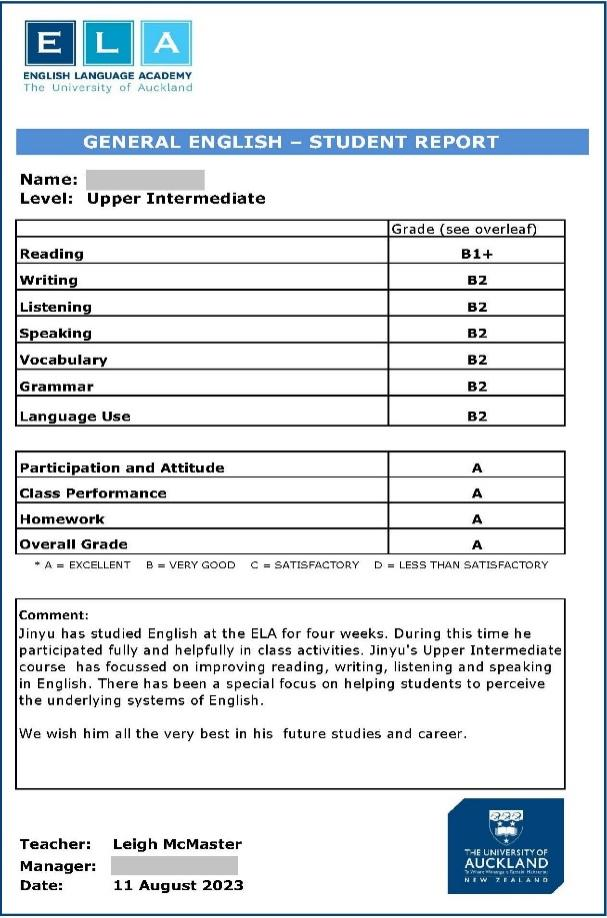 E L A
ENGLISH LANGUAGE ACADEMY
The University of Auckland
GENERAL ENGLISH – STUDENT REPORT
Name:
Level: Upper Intermediate
Grade (see overleaf)
Reading B1+
Writing B2
Listening B2
Speaking B2
Vocabulary B2
Grammar B2
Language Use B2
Participation and Attitude A
Class Performance A
Homework A
Overall Grade A
* A = EXCELLENT B = VERY GOOD C = SATISFACTORY D = LESS THAN SATISFACTORY
Comment:
Jinyu has studied English at the ELA for four weeks. During this time he
participated fully and helpfully in class activities. Jinyu's Upper Intermediate
course has focussed on improving reading, writing, listening and speaking
in English. There has been a special focus on helping students to perceive
the underlying systems of English.
We wish him all the very best in his future studies and career.
Teacher: Leigh McMaster
Manager:
Date: 11 August 2023
THE UNIVERSITY OF
AUCKLAND
NEW ZEALAND